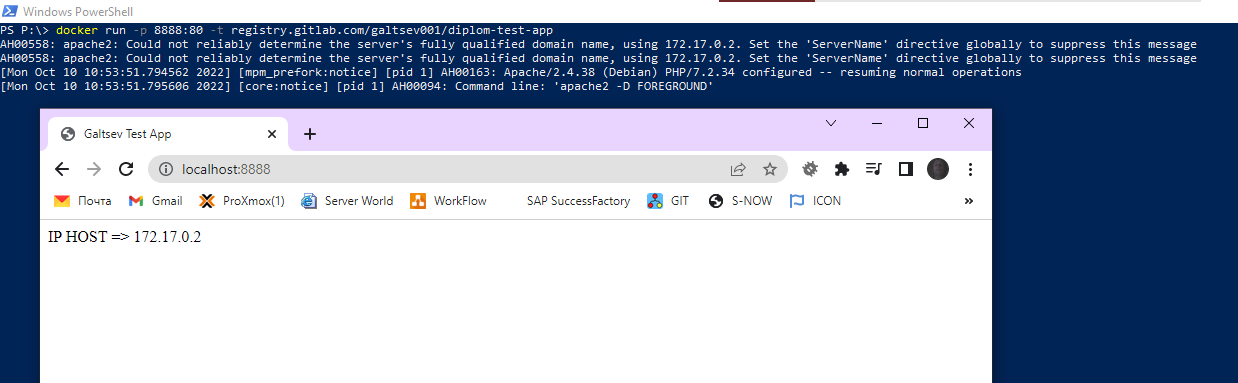 Windows PowerShell
PS P:\> docker run -p 8888:80 -t registry.gitlab.com/galtsev001/diplom-test-app
AH00558: apache2: Could not reliably determine the server's fully qualified domain name, using 172.17.0.2. Set the 'ServerName' directive globally to suppress this message
AH00558: apache2: Could not reliably determine the server's fully qualified domain name, using 172.17.0.2. Set the 'ServerName' directive globally to suppress this message
[Mon Oct 10 10:53:51.794562 2022] [mpm_prefork:notice] [pid 1] AH00163: Apache/2.4.38 (Debian) PHP/7.2.34 configured -- resuming normal operations
[Mon Oct 10 10:53:51.795606 2022] [core:notice] [pid 1] AH00094: Command line: 'apache2 -D FOREGROUND'
Galtsev Test App
localhost:8888
Почта Gmail ProXmox(1) Server World WorkFlow SAP SuccessFactory GIT S-NOW ICON »
IP HOST => 172.17.0.2